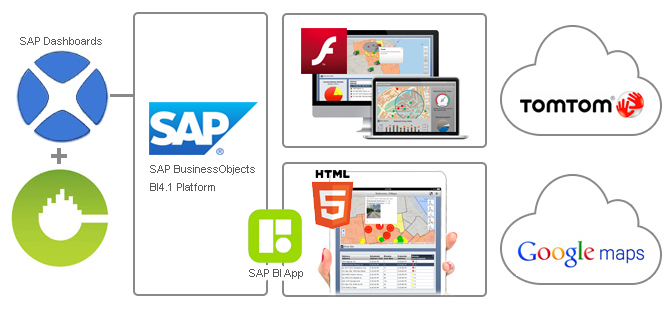 SAP Dashboards
SAP
SAP BusinessObjects
BI4.1 Platform
TOMTOM
HTML
5
SAP BI App
Google maps